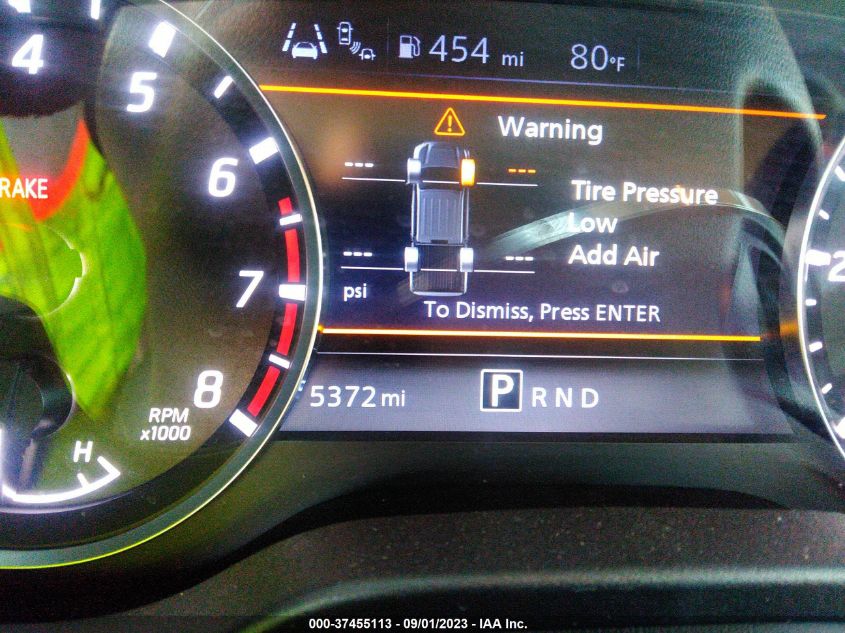 454 mi 80°F
4
5
Warning
6
--- ---
RAKE
Tire Pressure
Low
Add Air
--- ---
7
psi
To Dismiss, Press ENTER
8
5372 mi P R N D
RPM
x1000
H
2
000-37455113 - 09/01/2023 - IAA Inc.